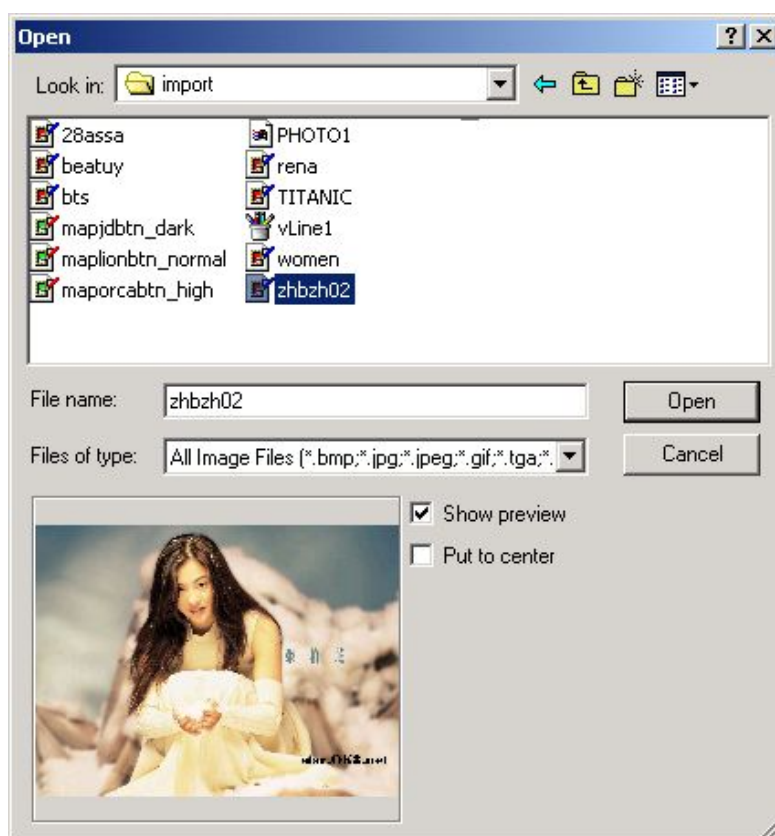 Open
Look in: import
28assa
beatuy
bts
mapjdbtn_dark
maplionbtn_normal
maporcabtn_high
PHOTO1
rena
TITANIC
vLine1
women
zhbzh02
File name: zhbzh02 Open
Files of type: All Image Files (*.bmp;*.jpg;*.jpeg;*.gif;*.tga;*. Cancel
Show preview
Put to center